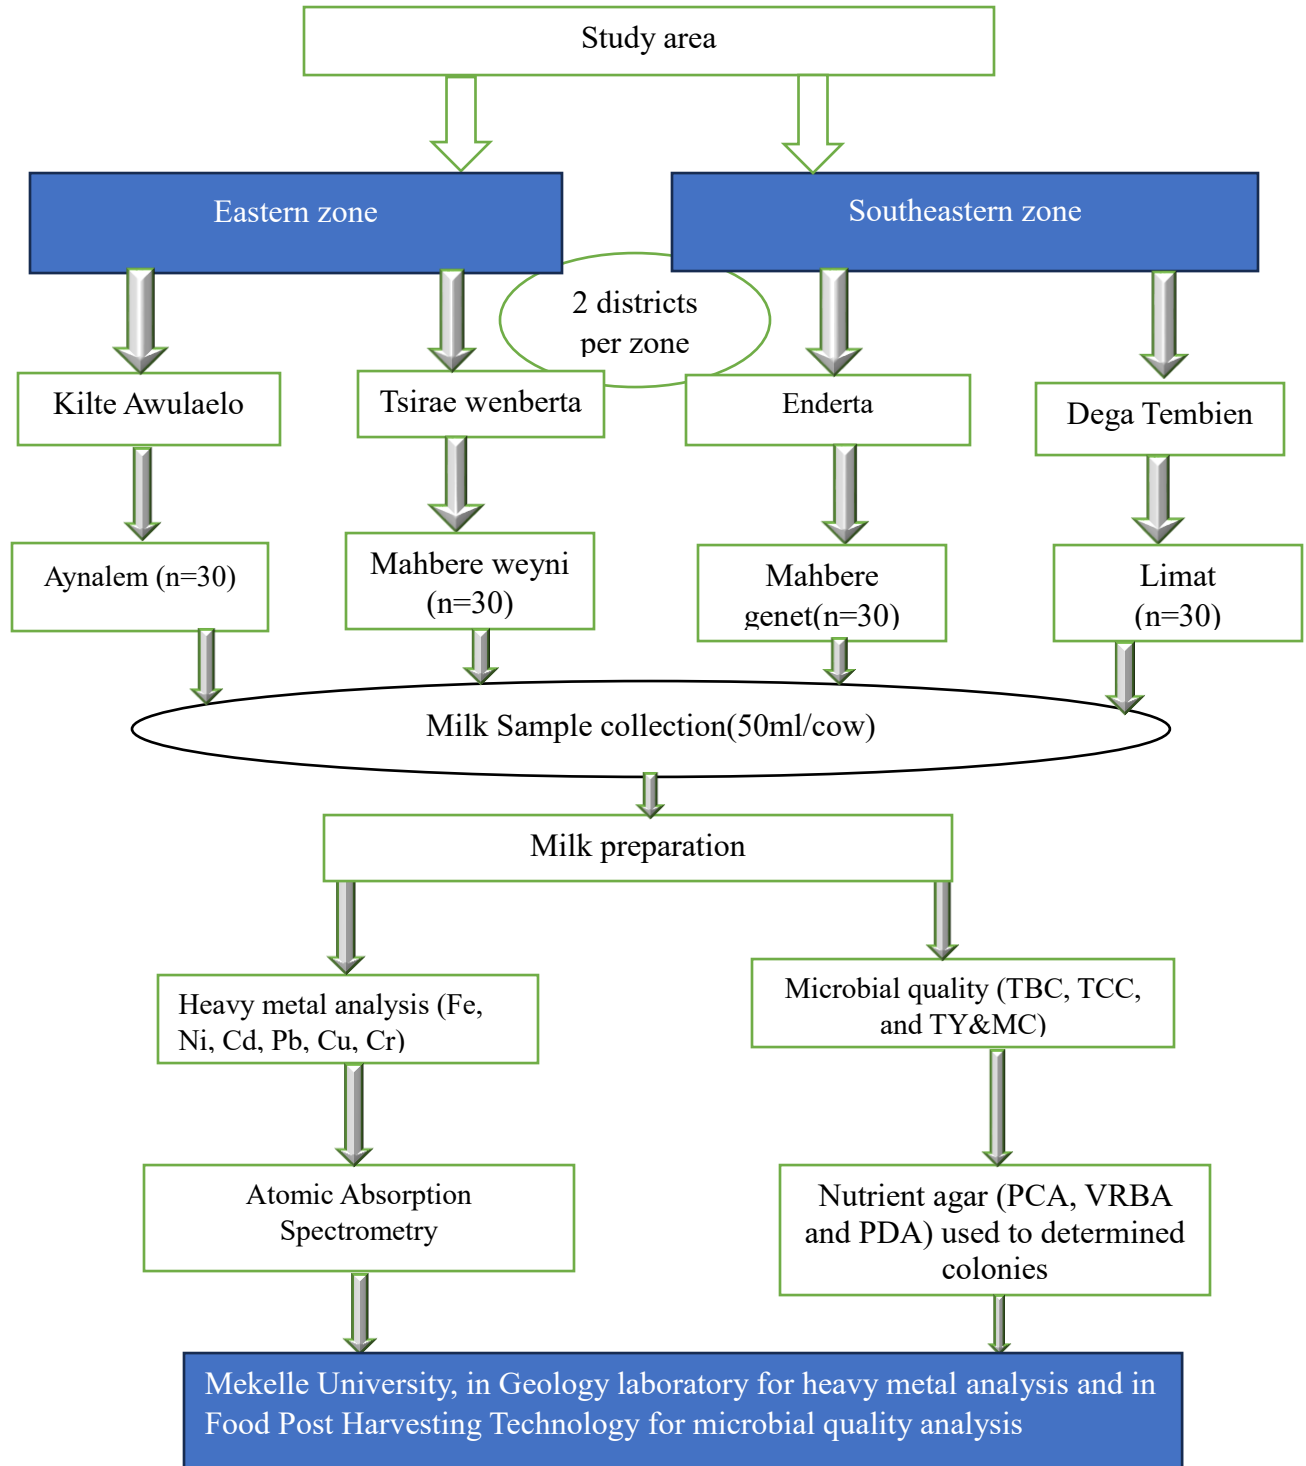 Study area
Eastern zone
Southeastern zone
2 districts
per zone
Kilte Awulaelo
Tsirae wenberta
Enderta
Dega Tembien
Aynalem (n=30)
Mahbere weyni
(n=30)
Mahbere
genet(n=30)
Limat
(n=30)
Milk Sample collection(50ml/cow)
Milk preparation
Heavy metal analysis (Fe,
Ni, Cd, Pb, Cu, Cr)
Microbial quality (TBC, TCC,
and TY&MC)
Atomic Absorption
Spectrometry
Nutrient agar (PCA, VRBA
and PDA) used to determined
colonies
Mekelle University, in Geology laboratory for heavy metal analysis and in
Food Post Harvesting Technology for microbial quality analysis